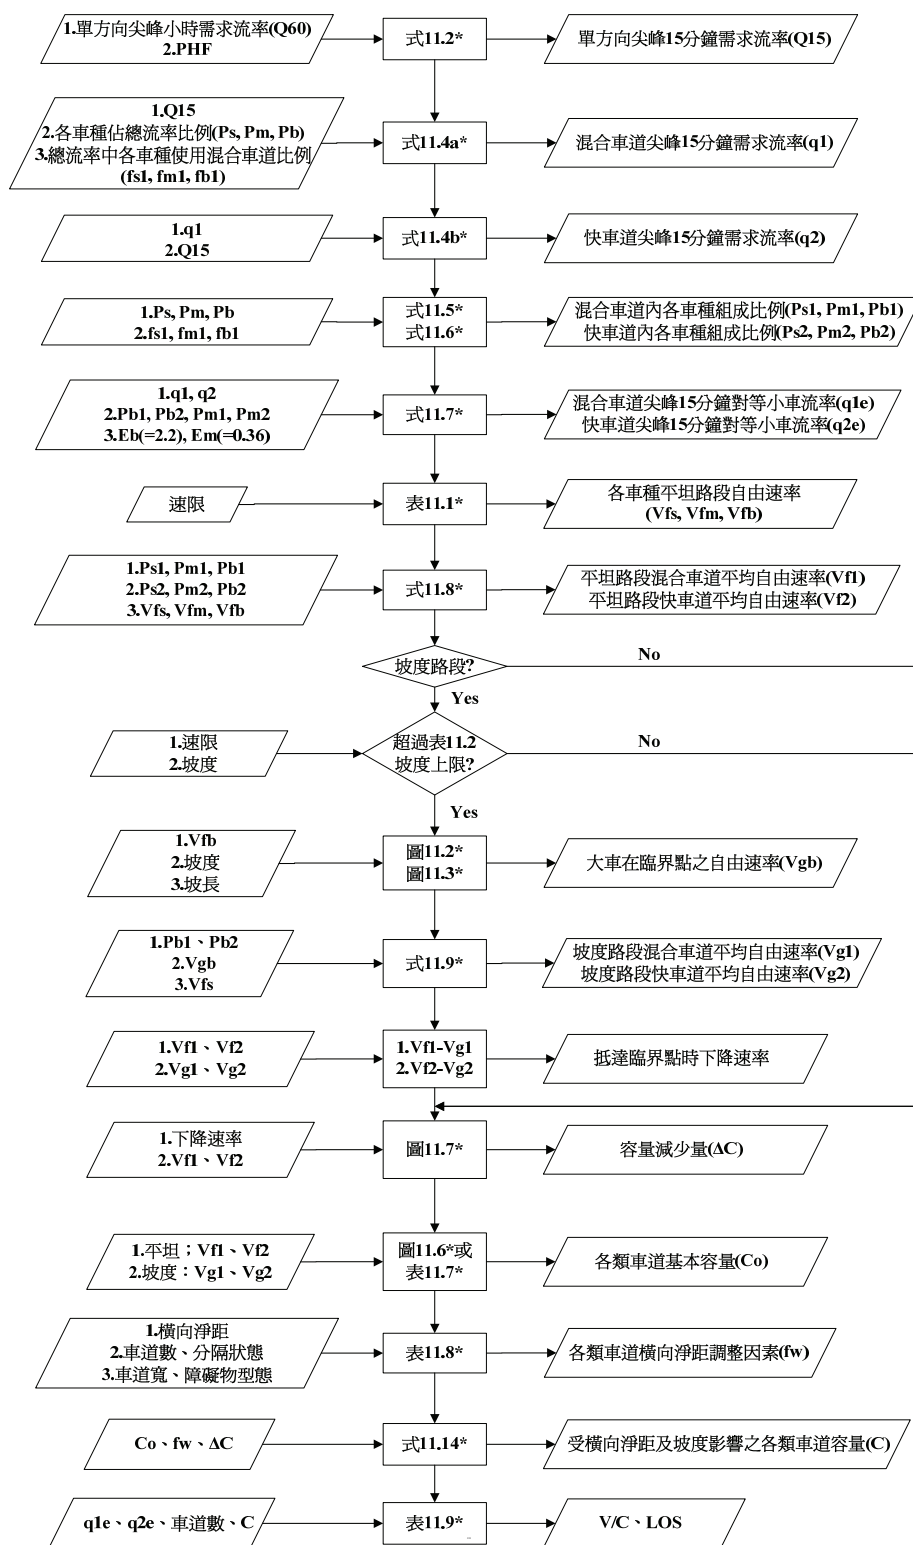 1.單方向尖峰小時需求流率(Q60)
2.PHF
式11.2*
單方向尖峰15分鐘需求流率(Q15)
1.Q15
2.各車種佔總流率比例(Ps, Pm, Pb)
3.總流率中各車種使用混合車道比例
(fs1, fm1, fb1)
式11.4a*
混合車道尖峰15分鐘需求流率(q1)
1.q1
2.Q15
式11.4b*
快車道尖峰15分鐘需求流率(q2)
1.Ps, Pm, Pb
2.fs1, fm1, fb1
式11.5*
式11.6*
混合車道內各車種組成比例(Ps1, Pm1, Pb1)
快車道內各車種組成比例(Ps2, Pm2, Pb2)
1.q1, q2
2.Pb1, Pb2, Pm1, Pm2
3.Eb(=2.2), Em(=0.36)
式11.7*
混合車道尖峰15分鐘對等小車流率(q1e)
快車道尖峰15分鐘對等小車流率(q2e)
速限
表11.1*
各車種平坦路段自由速率
(Vfs, Vfm, Vfb)
1.Ps1, Pm1, Pb1
2.Ps2, Pm2, Pb2
3.Vfs, Vfm, Vfb
式11.8*
平坦路段混合車道平均自由速率(Vf1)
平坦路段快車道平均自由速率(Vf2)
坡度路段?
No
Yes
1.速限
2.坡度
超過表11.2
坡度上限?
No
Yes
1.Vfb
2.坡度
3.坡長
圖11.2*
圖11.3*
大車在臨界點之自由速率(Vgb)
1.Pb1、Pb2
2.Vgb
3.Vfs
式11.9*
坡度路段混合車道平均自由速率(Vg1)
坡度路段快車道平均自由速率(Vg2)
1.Vf1、Vf2
2.Vg1、Vg2
1.Vf1-Vg1
2.Vf2-Vg2
抵達臨界點時下降速率
1.下降速率
2.Vf1、Vf2
圖11.7*
容量減少量(ΔC)
1.平坦；Vf1、Vf2
2.坡度：Vg1、Vg2
圖11.6*或
表11.7*
各類車道基本容量(Co)
1.橫向淨距
2.車道數、分隔狀態
3.車道寬、障礙物型態
表11.8*
各類車道橫向淨距調整因素(fw)
Co、fw、ΔC
式11.14*
受橫向淨距及坡度影響之各類車道容量(C)
q1e、q2e、車道數、C
表11.9*
V/C、LOS